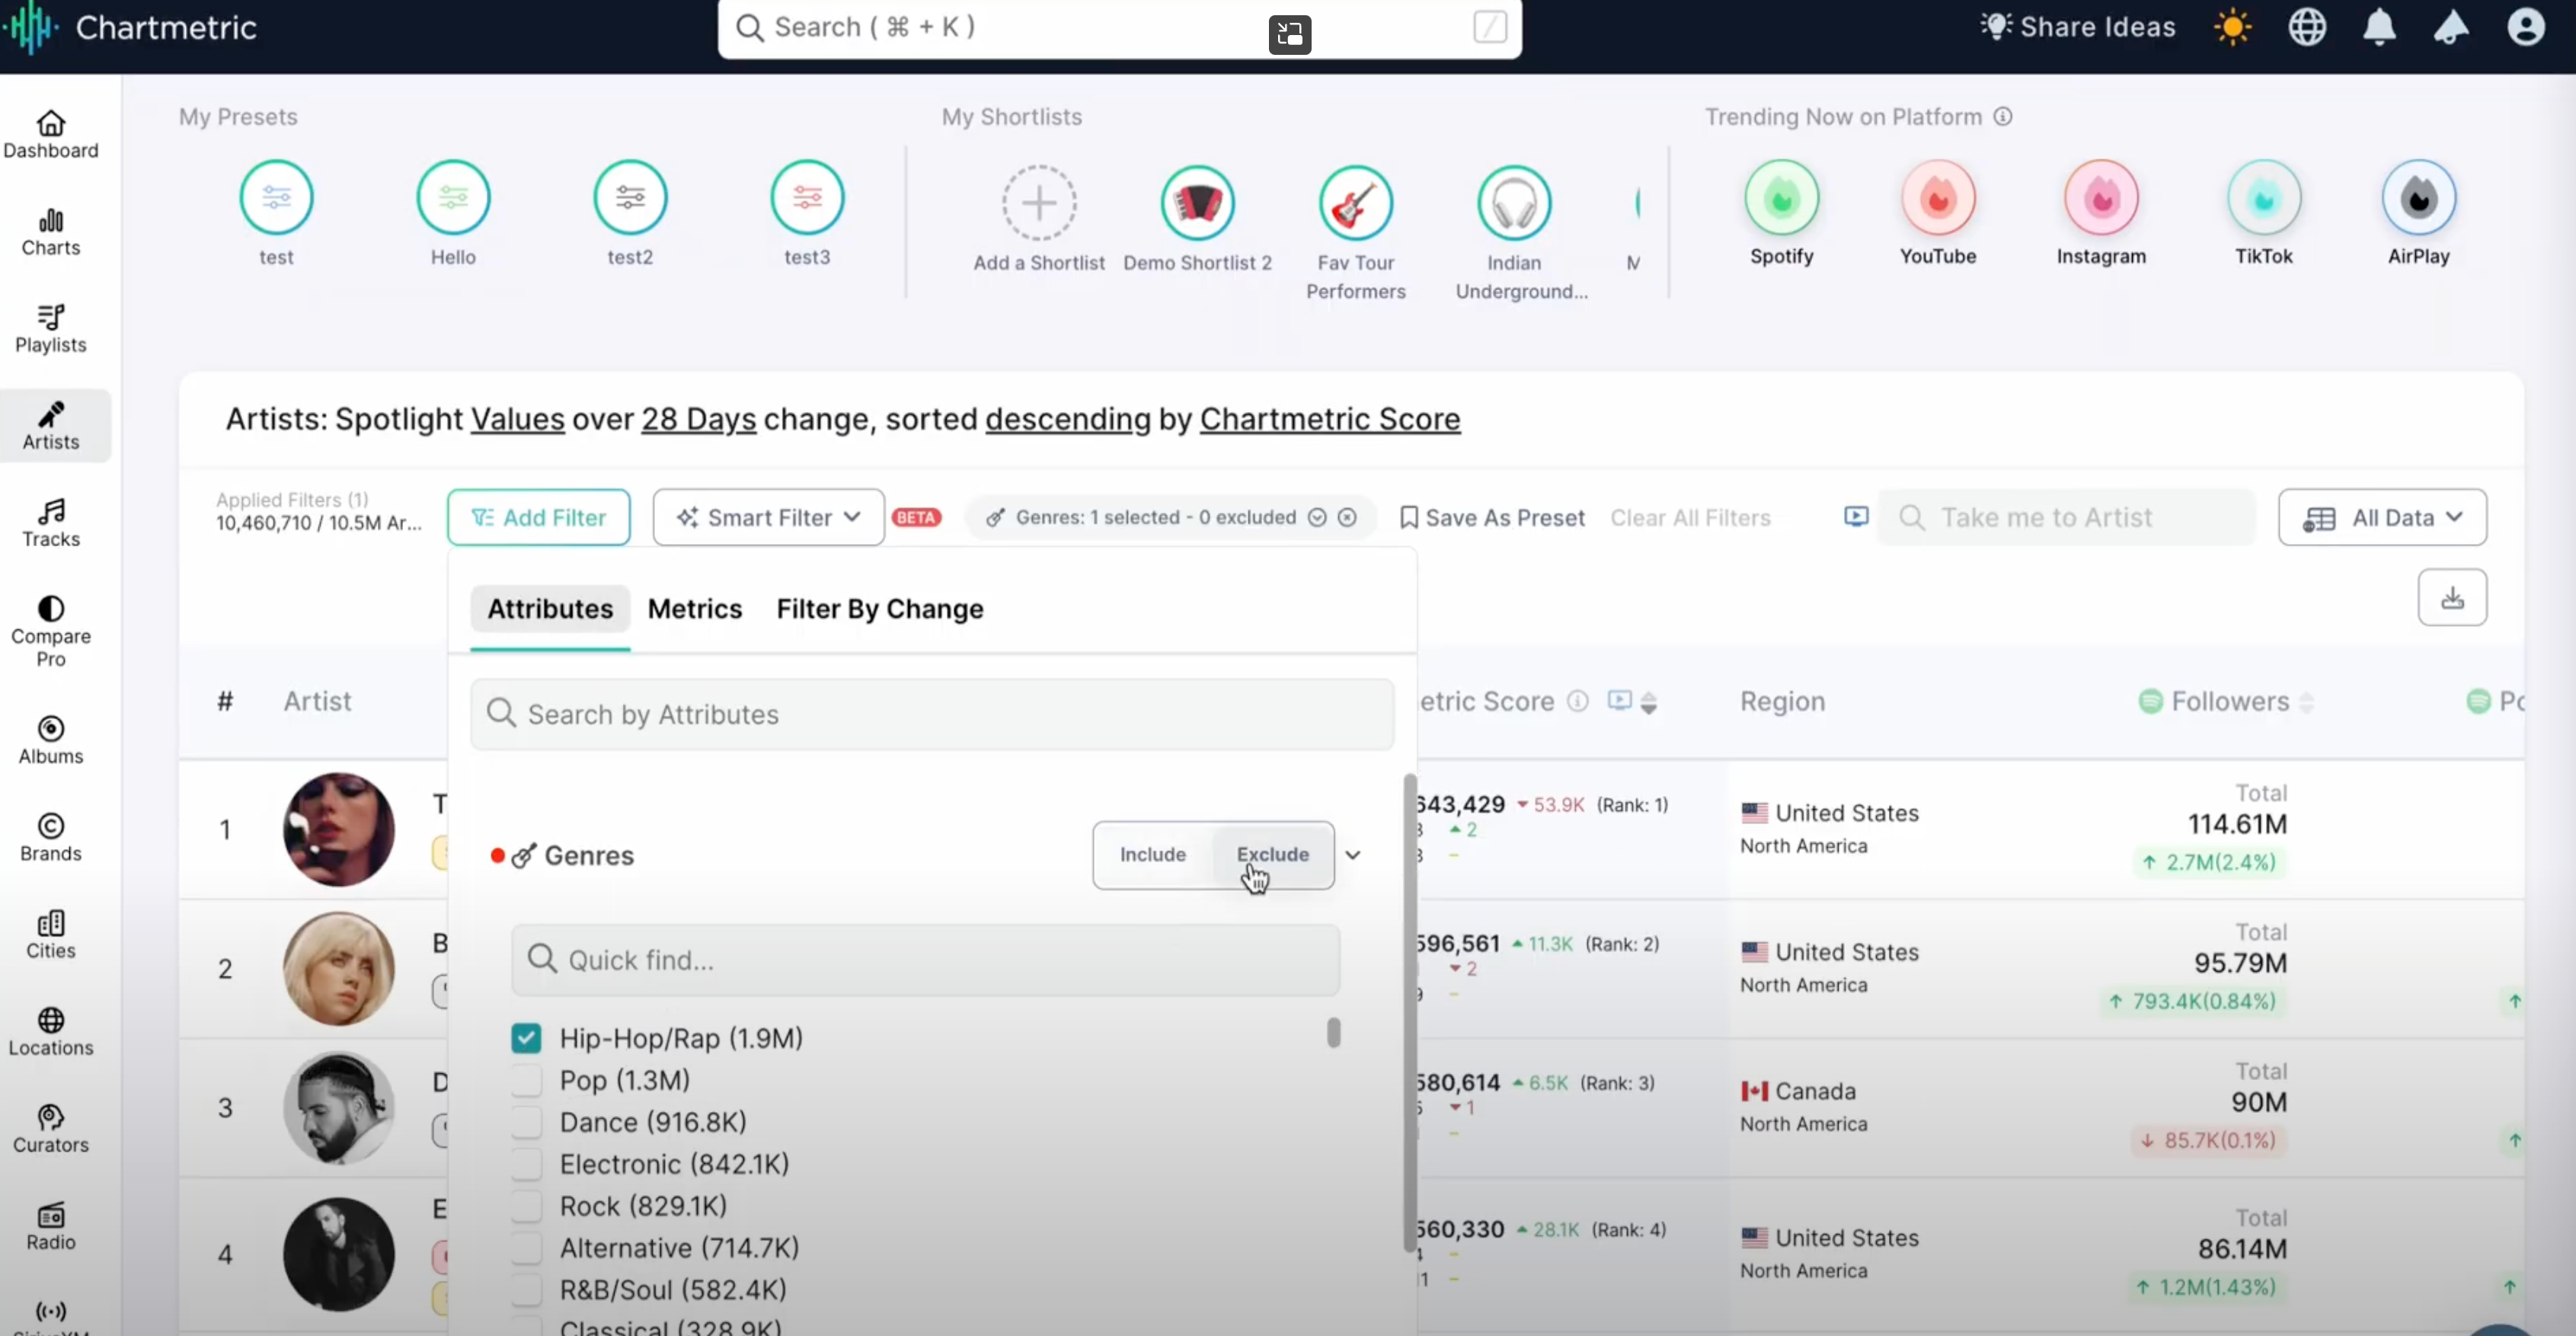 Chartmetric
Search ( ⌘ + K )
/
Share Ideas
Dashboard
Charts
Playlists
Artists
Tracks
Compare
Pro
Albums
Brands
Cities
Locations
Curators
Radio
My Presets
test
Hello
test2
test3
My Shortlists
Add a Shortlist
Demo Shortlist 2
Fav Tour
Performers
Indian
Underground...
M
Trending Now on Platform
Spotify
YouTube
Instagram
TikTok
AirPlay
Artists: Spotlight Values over 28 Days change, sorted descending by Chartmetric Score
Applied Filters (1)
10,460,710 / 10.5M Ar...
Add Filter
Smart Filter
BETA
Genres: 1 selected - 0 excluded
Save As Preset
Clear All Filters
Take me to Artist
All Data
Attributes
Metrics
Filter By Change
Search by Attributes
Genres
Include
Exclude
Quick find...
Hip-Hop/Rap (1.9M)
Pop (1.3M)
Dance (916.8K)
Electronic (842.1K)
Rock (829.1K)
Alternative (714.7K)
R&B/Soul (582.4K)
Classical (328.9K)
# Artist
etric Score
Region
Followers
Po
1
T
643,429 53.9K (Rank: 1)
2
United States
North America
Total
114.61M
↑ 2.7M(2.4%)
2
B
596,561 11.3K (Rank: 2)
2
United States
North America
Total
95.79M
↑ 793.4K(0.84%)
3
D
580,614 6.5K (Rank: 3)
1
Canada
North America
Total
90M
↓ 85.7K(0.1%)
4
E
560,330 28.1K (Rank: 4)
United States
North America
Total
86.14M
↑ 1.2M(1.43%)